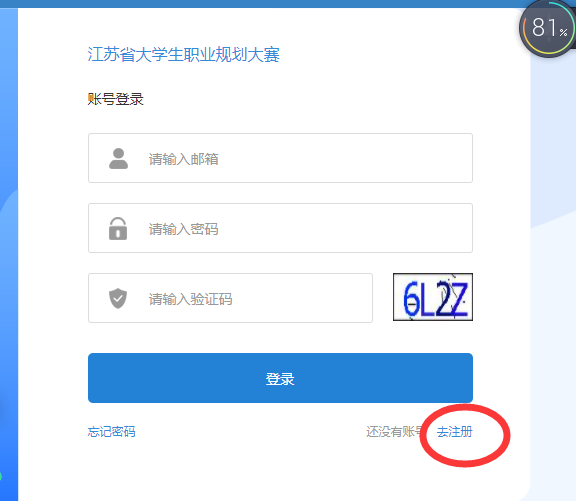 81%
江苏省大学生职业规划大赛
账号登录
请输入邮箱
请输入密码
请输入验证码
6L2Z
登录
忘记密码
还没有账号 去注册